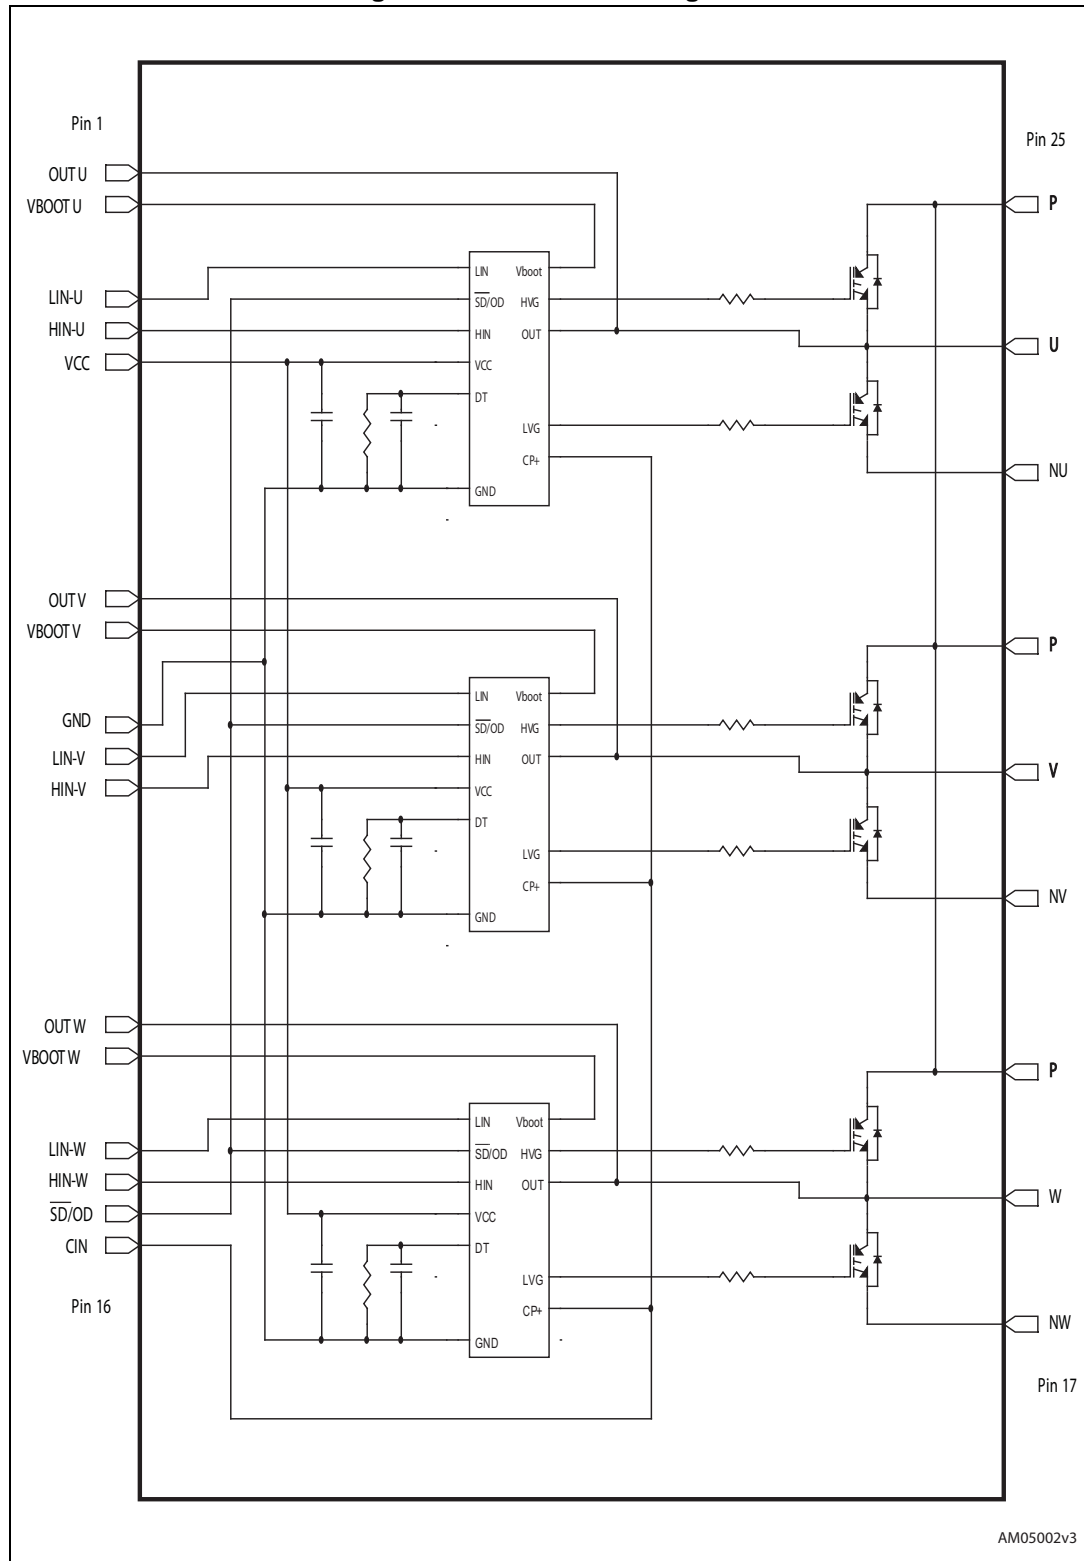 Pin 1
OUT U
VBOOT U
LIN-U
HIN-U
VCC
LIN
SD/OD
HIN
VCC
DT
GND
Vboot
HVG
OUT
LVG
CP+
Pin 25
P
U
NU
OUT V
VBOOT V
GND
LIN-V
HIN-V
LIN
SD/OD
HIN
VCC
DT
GND
Vboot
HVG
OUT
LVG
CP+
P
V
NV
OUT W
VBOOT W
LIN-W
HIN-W
SD/OD
CIN
Pin 16
LIN
SD/OD
HIN
VCC
DT
GND
Vboot
HVG
OUT
LVG
CP+
P
W
NW
Pin 17
AM05002v3